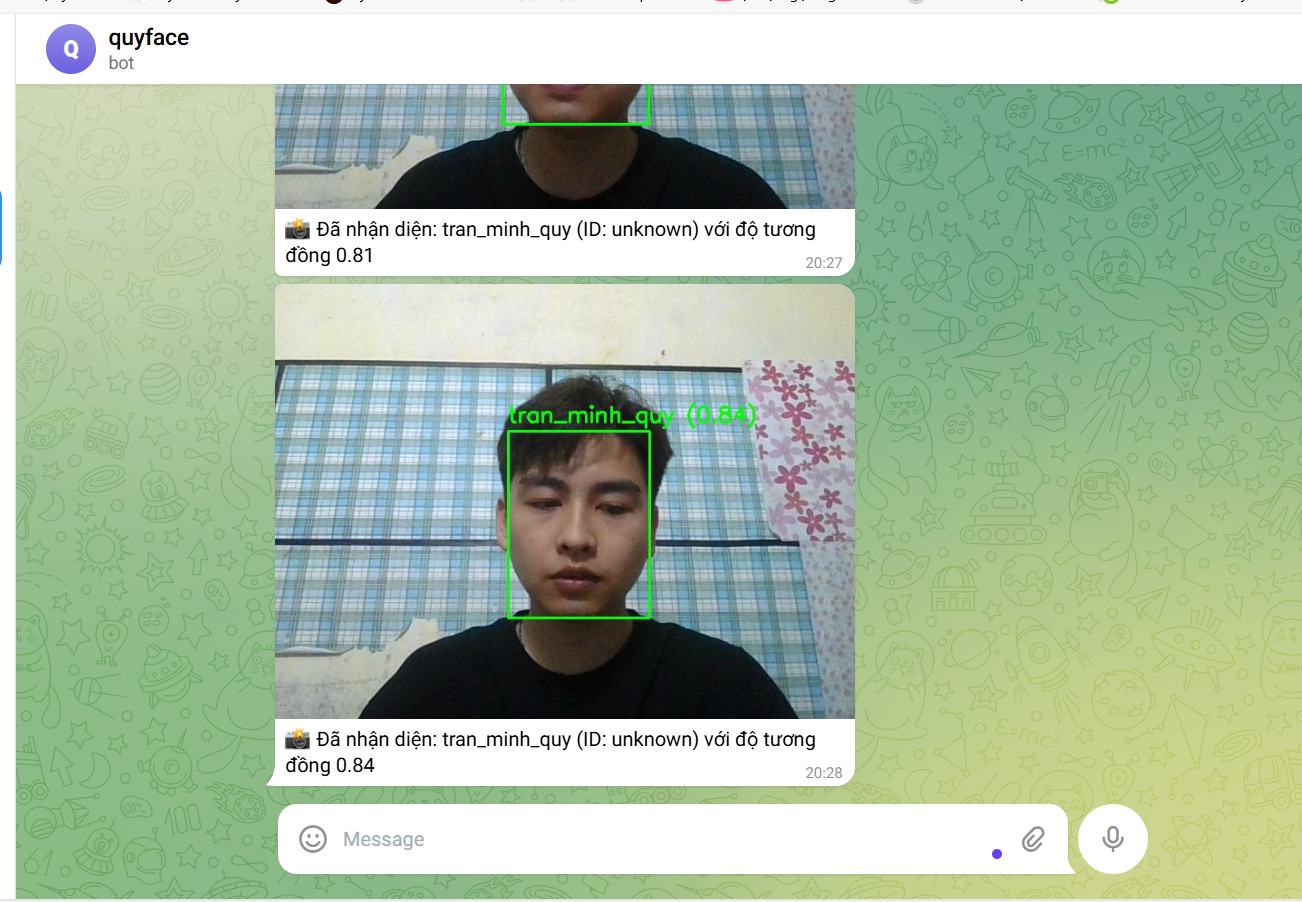 Q
quyface
bot
📸 Đã nhận diện: tran_minh_quy (ID: unknown) với độ tương
đồng 0.81
20:27
tran_minh_quy (0.84)
📸 Đã nhận diện: tran_minh_quy (ID: unknown) với độ tương
đồng 0.84
20:28
Message